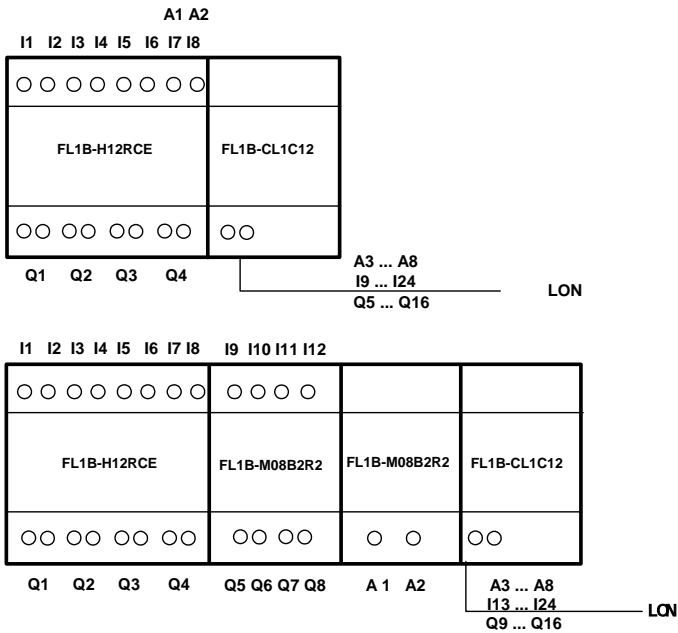 A1 A2
I1 I2 I3 I4 I5 I6 I7 I8
FL1B-H12RCE FL1B-CL1C12
Q1 Q2 Q3 Q4
A3 ... A8
I9 ... I24
Q5 ... Q16
LON
I1 I2 I3 I4 I5 I6 I7 I8 I9 I10 I11 I12
FL1B-H12RCE FL1B-M08B2R2 FL1B-M08B2R2 FL1B-CL1C12
Q1 Q2 Q3 Q4 Q5 Q6 Q7 Q8 A 1 A2
A3 ... A8
I13 ... I24
Q9 ... Q16
LON